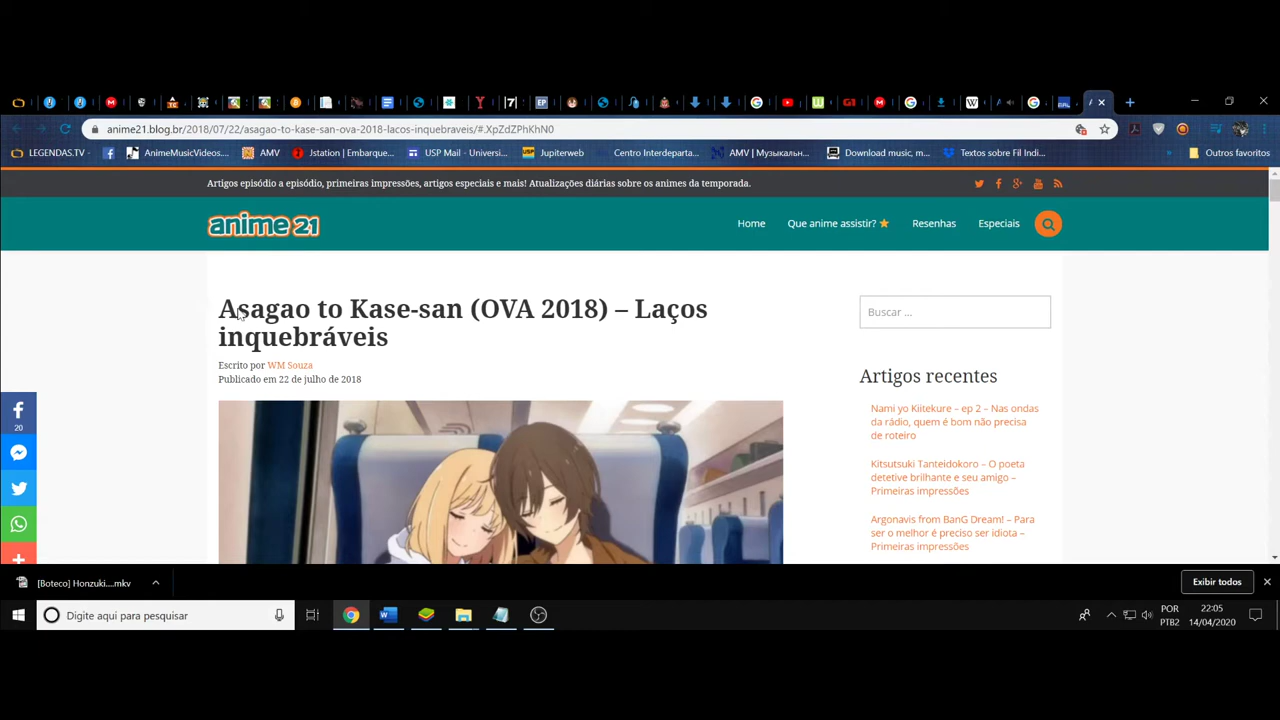 anime21.blog.br/2018/07/22/asagao-to-kase-san-ova-2018-lacos-inquebraveis/#.XpZdZPhKhN0
LEGENDAS.TV - AnimeMusicVideos.... AMV Jstation | Embarque... USP Mail - Universi... Jupiterweb Centro Interdeparta... AMV | Музыкальн... Download music, m... Textos sobre Fil Indi... » Outros favoritos
Artigos episódio a episódio, primeiras impressões, artigos especiais e mais! Atualizações diárias sobre os animes da temporada.
anime 21 Home Que anime assistir? Resenhas Especiais
Asagao to Kase-san (OVA 2018) – Laços
inquebráveis
Escrito por WM Souza
Publicado em 22 de julho de 2018
Buscar ...
Artigos recentes
Nami yo Kiitekure – ep 2 – Nas ondas
da rádio, quem é bom não precisa
de roteiro
Kitsutsuki Tanteidokoro – O poeta
detetive brilhante e seu amigo –
Primeiras impressões
Argonavis from BanG Dream! – Para
ser o melhor é preciso ser idiota –
Primeiras impressões
20
[Boteco] Honzuki....mkv
Exibir todos
Digite aqui para pesquisar
POR
PTB2
22:05
14/04/2020